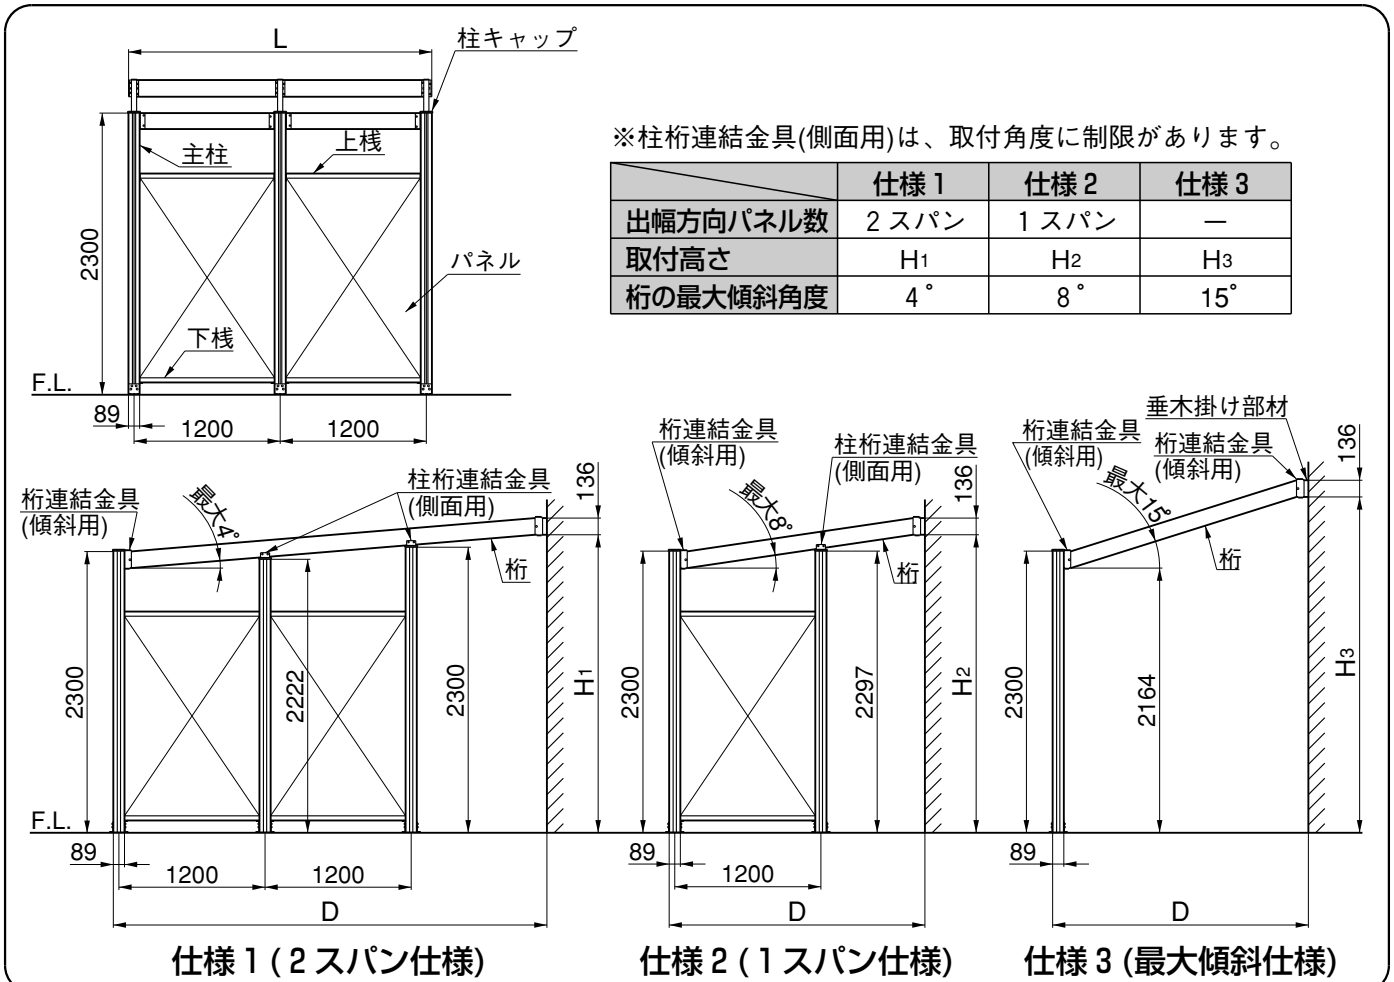 L
柱キャップ
主柱
上桟
2300
パネル
下桟
F.L.
89
1200
1200
※柱桁連結金具(側面用)は、取付角度に制限があります。
仕様1 仕様2 仕様3
出幅方向パネル数 2 スパン 1 スパン －
取付高さ H1 H2 H3
桁の最大傾斜角度 4° 8° 15°
桁連結金具
(傾斜用)
最大4°
柱桁連結金具
(側面用)
136
桁
2300
2222
2300
H1
F.L.
89
1200
1200
D
仕様1 ( 2 スパン仕様)
桁連結金具
(傾斜用)
最大8°
柱桁連結金具
(側面用)
136
桁
2300
2297
H2
89
1200
D
仕様2 ( 1 スパン仕様)
垂木掛け部材
桁連結金具
(傾斜用)
桁連結金具
(傾斜用)
最大15°
136
桁
2300
2164
H3
89
D
仕様3 (最大傾斜仕様)